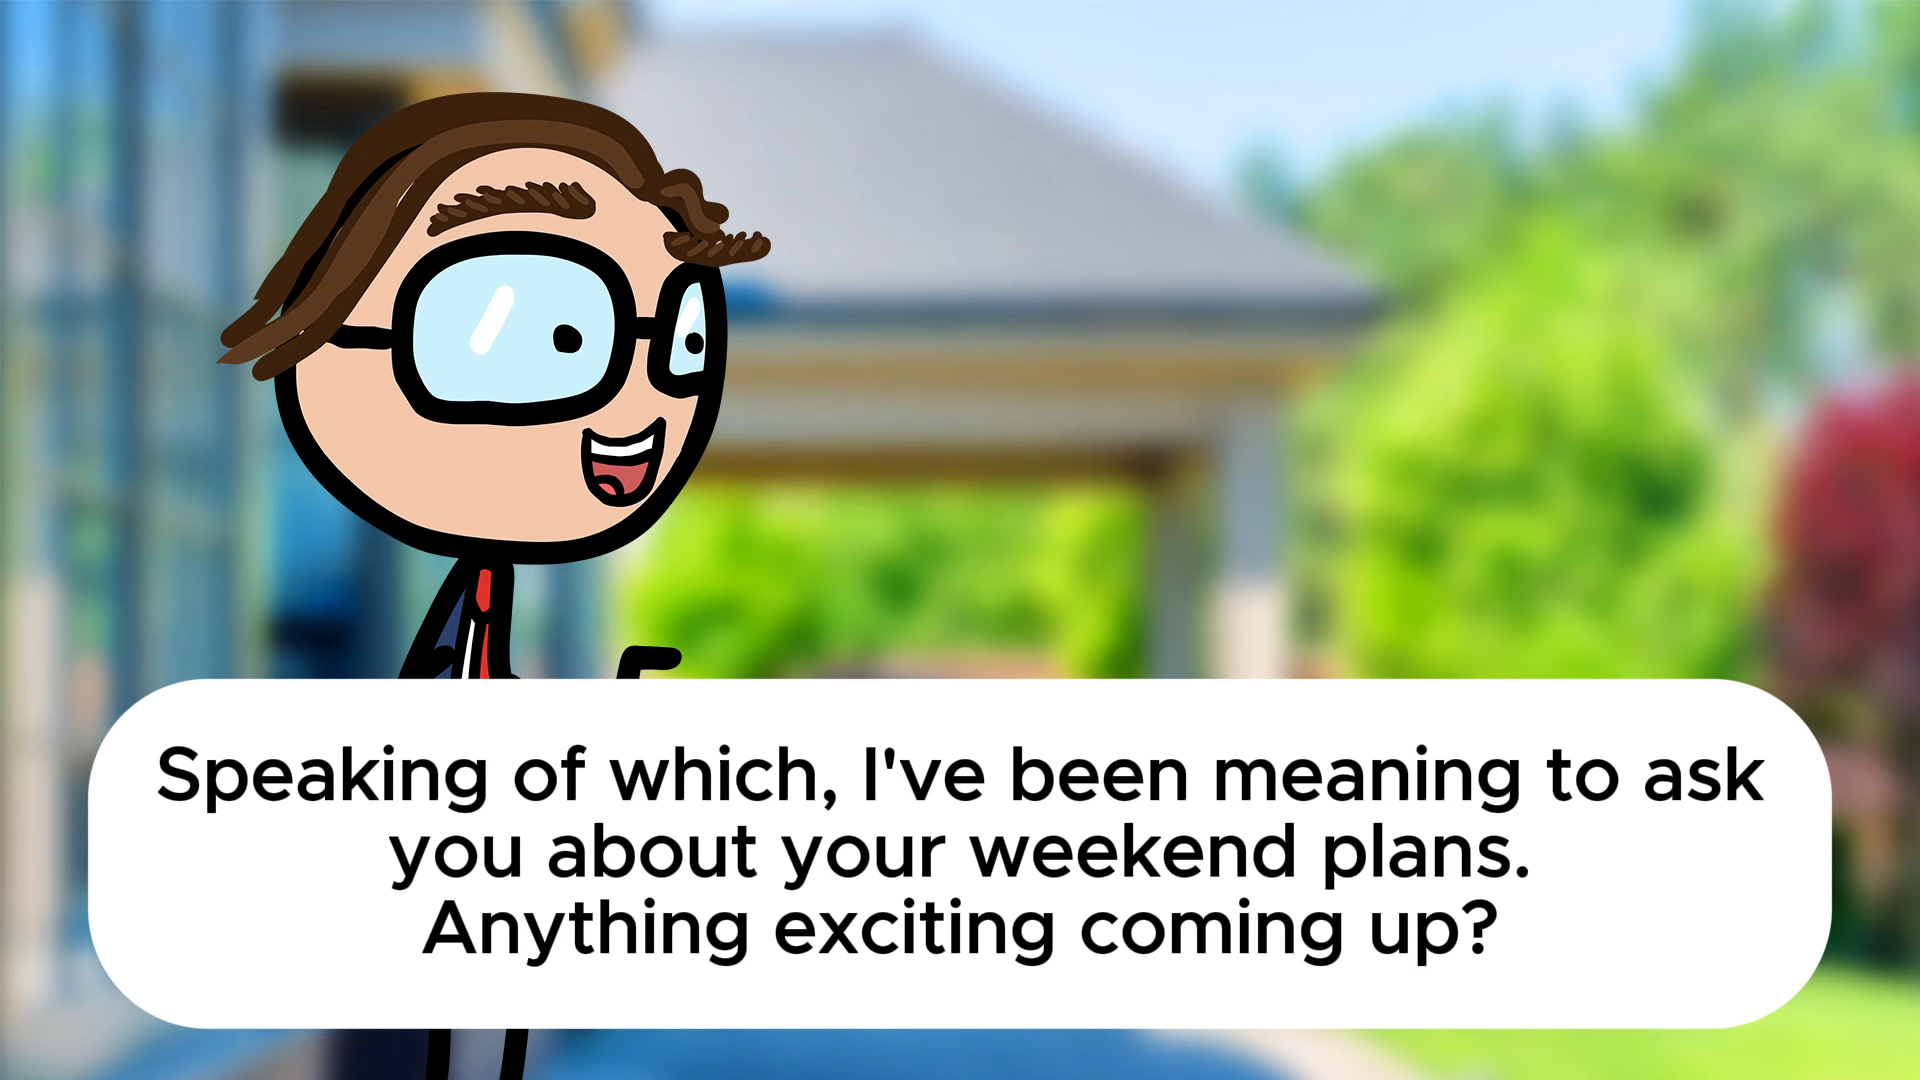 Speaking of which, I've been meaning to ask
you about your weekend plans.
Anything exciting coming up?